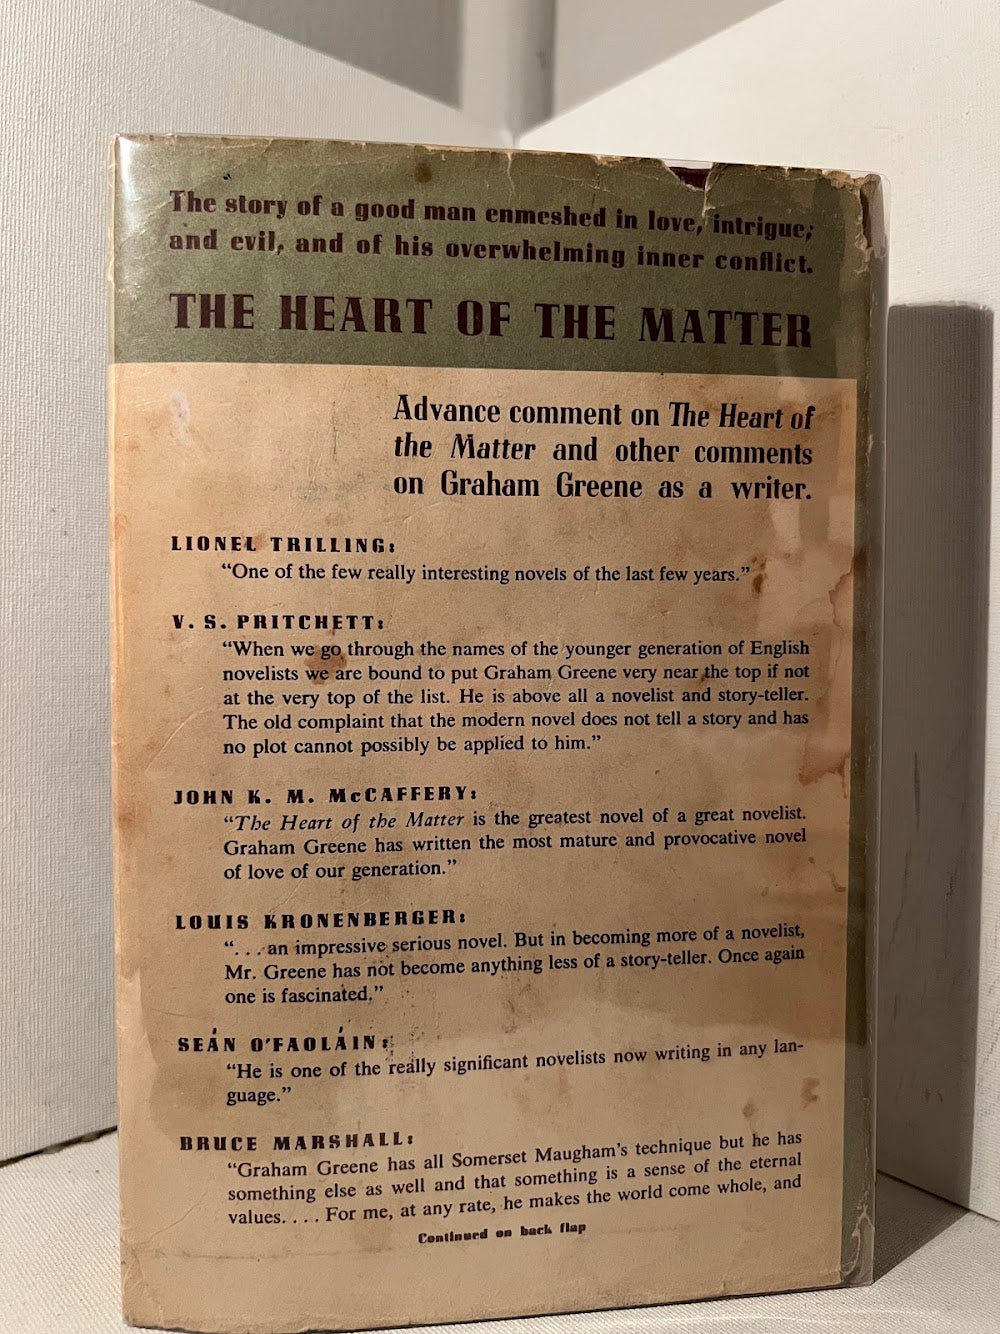 The story of a good man enmeshed in love, intrigue,
and evil, and of his overwhelming inner conflict.
THE HEART OF THE MATTER
Advance comment on The Heart of
the Matter and other comments
on Graham Greene as a writer.
LIONEL TRILLING:
“One of the few really interesting novels of the last few years.”
V. S. PRITCHETT:
“When we go through the names of the younger generation of English
novelists we are bound to put Graham Greene very near the top if not
at the very top of the list. He is above all a novelist and story-teller.
The old complaint that the modern novel does not tell a story and has
no plot cannot possibly be applied to him.”
JOHN K. M. McCAFFERY:
“The Heart of the Matter is the greatest novel of a great novelist.
Graham Greene has written the most mature and provocative novel
of love of our generation.”
LOUIS KRONENBERGER:
“. . . an impressive serious novel. But in becoming more of a novelist,
Mr. Greene has not become anything less of a story-teller. Once again
one is fascinated.”
SEÁN O'FAOLÁIN:
“He is one of the really significant novelists now writing in any lan-
guage.”
BRUCE MARSHALL:
“Graham Greene has all Somerset Maugham's technique but he has
something else as well and that something is a sense of the eternal
values. . . . For me, at any rate, he makes the world come whole, and
Continued on back flap